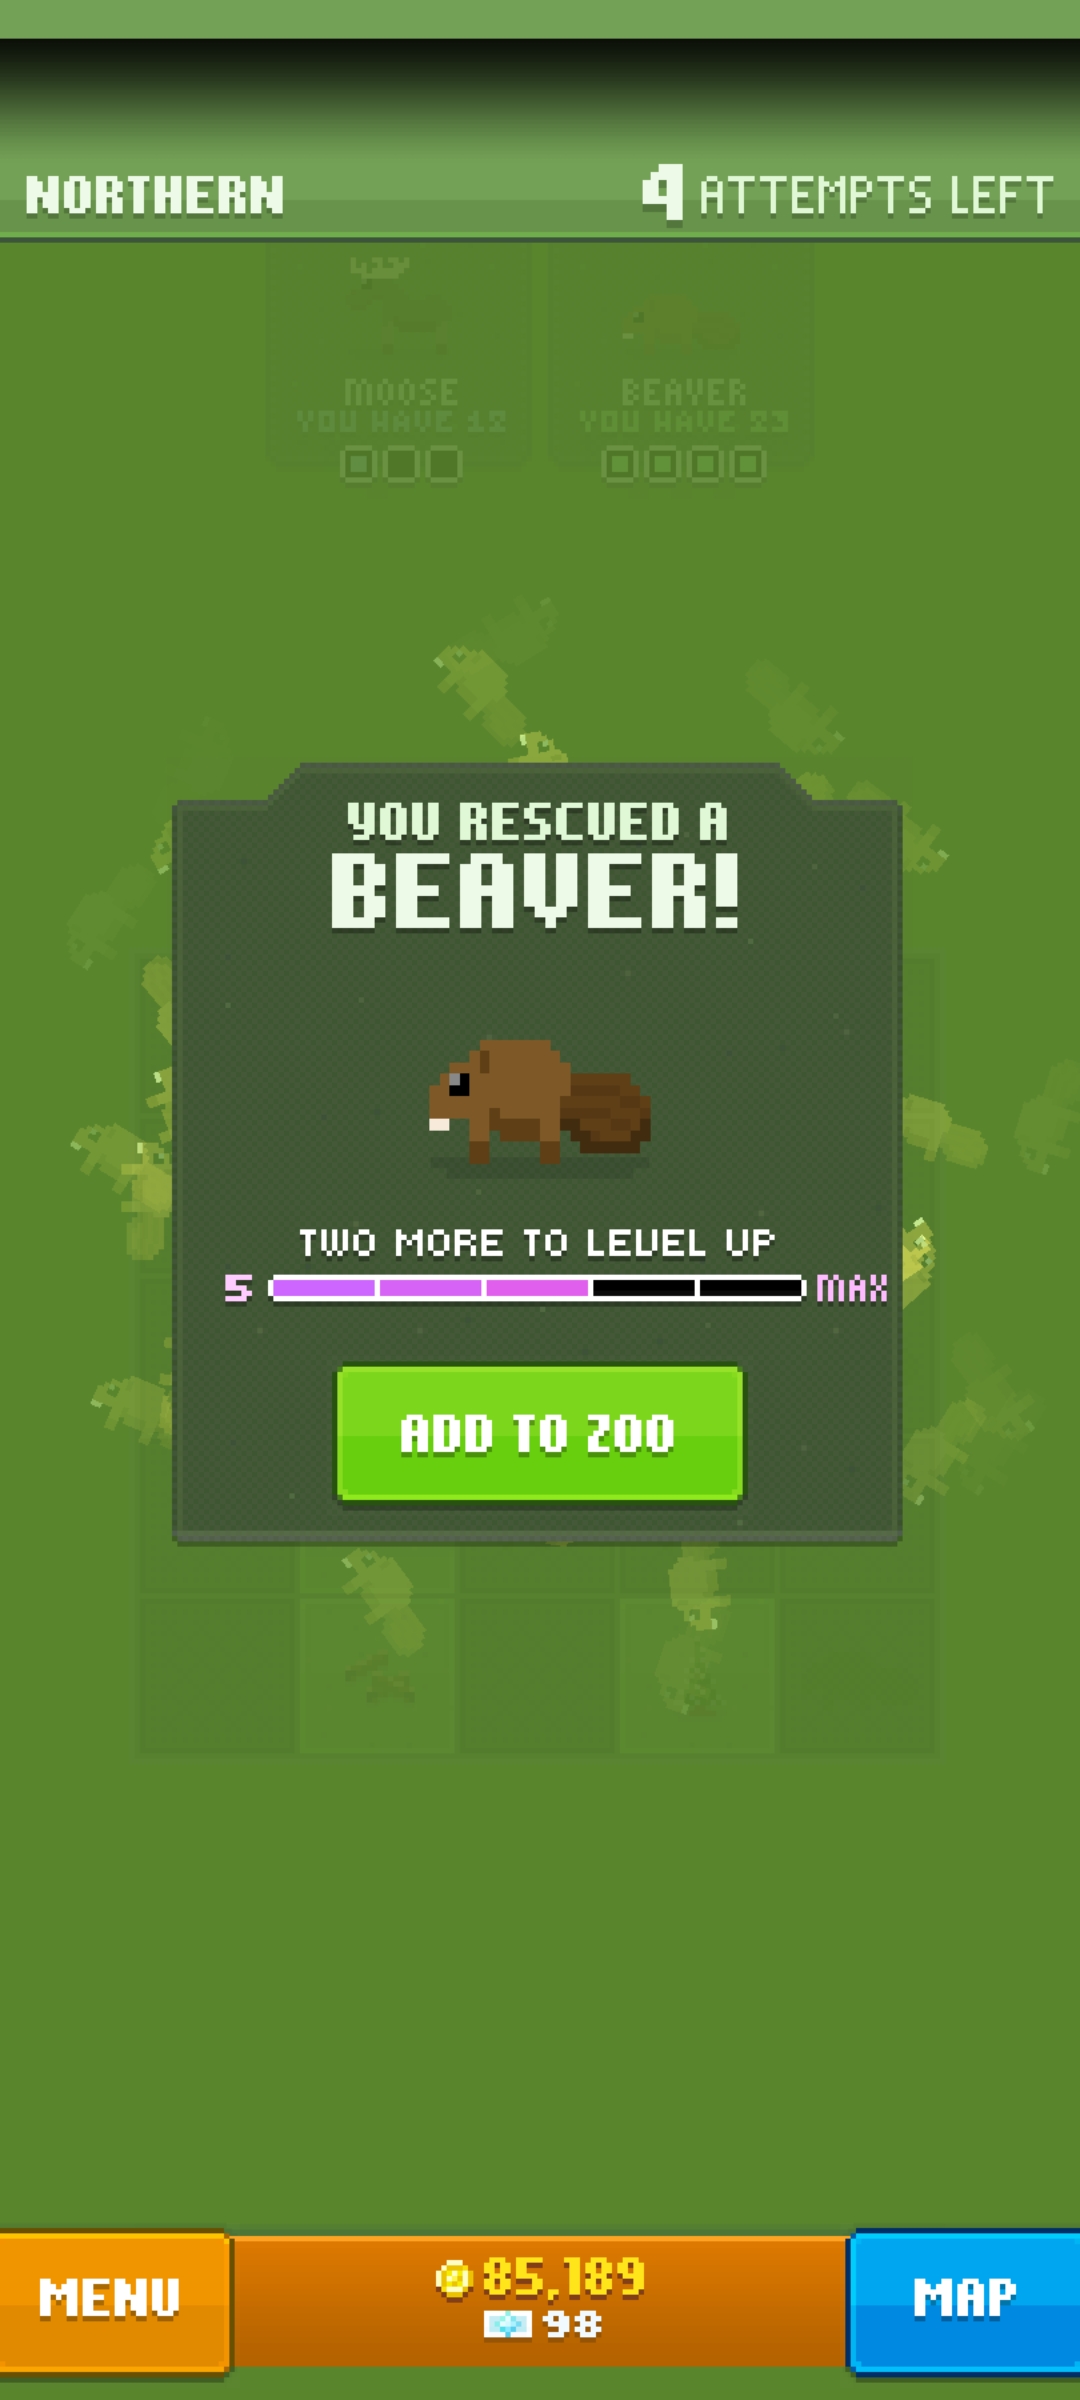 NORTHERN
4 ATTEMPTS LEFT
MOOSE
YOU HAVE 12
BEAVER
YOU HAVE 23
YOU RESCUED A
BEAVER!
TWO MORE TO LEVEL UP
5
MAX
ADD TO ZOO
MENU
85,189
98
MAP